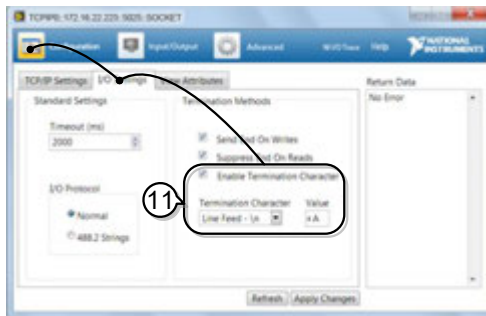 TCPIP0::172.16.22.225::5025::SOCKET
Input/Output
Advanced
NI I/O Trace
Help
NATIONAL
INSTRUMENTS
TCP/IP Settings
I/O Settings
View Attributes
Return Data
Standard Settings
Termination Methods
No Error
Timeout (ms)
2000
Send End On Writes
Suppress End On Reads
Enable Termination Character
I/O Protocol
Normal
488.2 Strings
11
Termination Character
Value
Line Feed - \n
x A
Refresh
Apply Changes